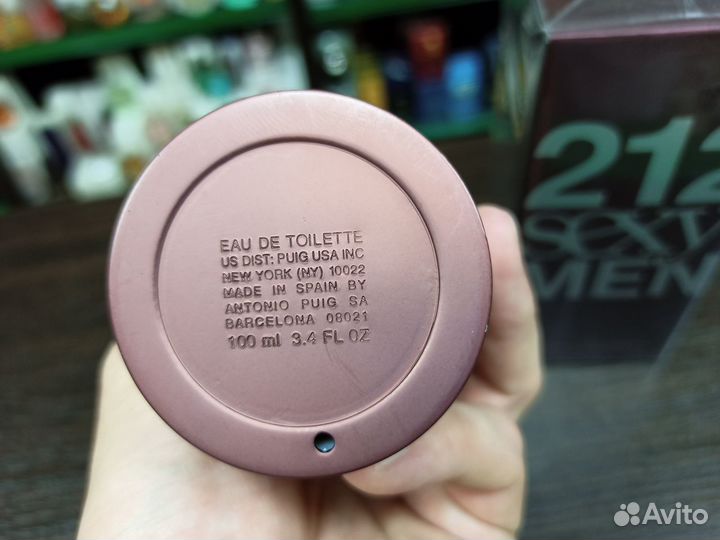 EAU DE TOILETTE
US DIST: PUIG USA INC
NEW YORK (NY) 10022
MADE IN SPAIN BY
ANTONIO PUIG SA
BARCELONA 08021
100 ml 3.4 FL OZ
212
sexy
MEN
Avito